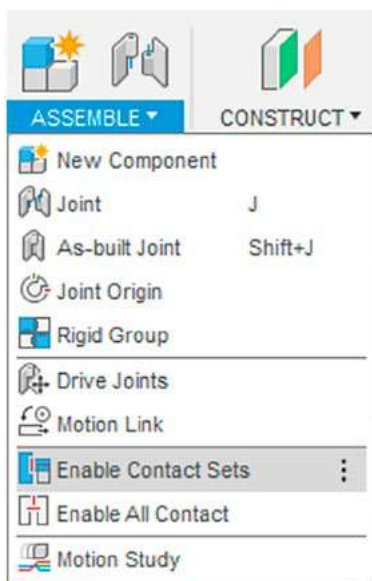 ASSEMBLE CONSTRUCT
New Component
Joint J
As-built Joint Shift+J
Joint Origin
Rigid Group
Drive Joints
Motion Link
Enable Contact Sets
Enable All Contact
Motion Study